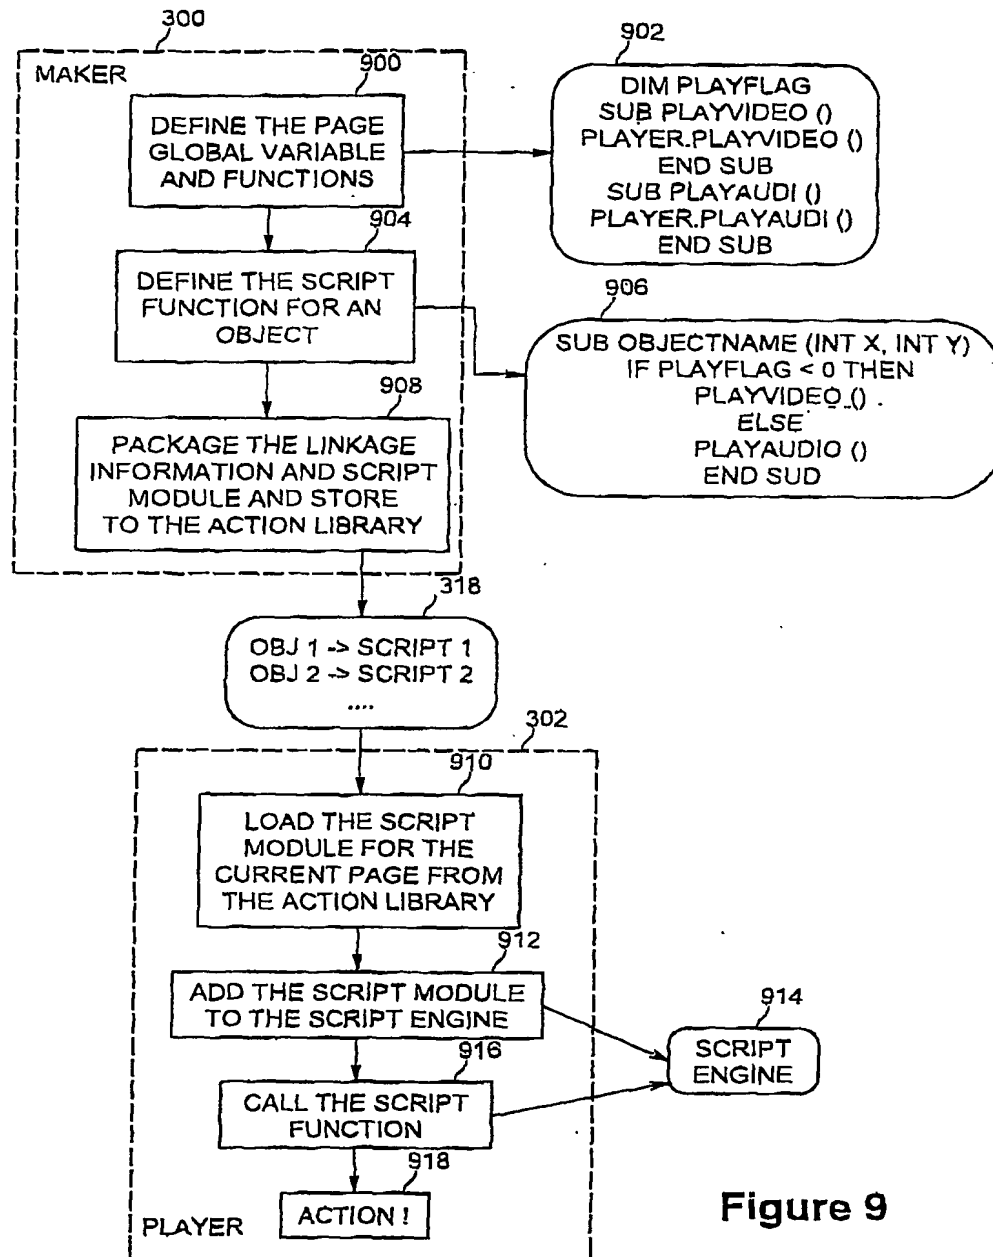 300
MAKER
900
DEFINE THE PAGE
GLOBAL VARIABLE
AND FUNCTIONS
902
DIM PLAYFLAG
SUB PLAYVIDEO ()
PLAYER.PLAYVIDEO ()
END SUB
SUB PLAYAUDI ()
PLAYER.PLAYAUDI ()
END SUB
904
DEFINE THE SCRIPT
FUNCTION FOR AN
OBJECT
906
SUB OBJECTNAME (INT X, INT Y)
IF PLAYFLAG < 0 THEN
PLAYVIDEO ()
ELSE
PLAYAUDIO ()
END SUD
908
PACKAGE THE LINKAGE
INFORMATION AND SCRIPT
MODULE AND STORE
TO THE ACTION LIBRARY
318
OBJ 1 -> SCRIPT 1
OBJ 2 -> SCRIPT 2
....
302
910
LOAD THE SCRIPT
MODULE FOR THE
CURRENT PAGE FROM
THE ACTION LIBRARY
912
ADD THE SCRIPT MODULE
TO THE SCRIPT ENGINE
914
SCRIPT
ENGINE
916
CALL THE SCRIPT
FUNCTION
918
ACTION !
PLAYER
Figure 9